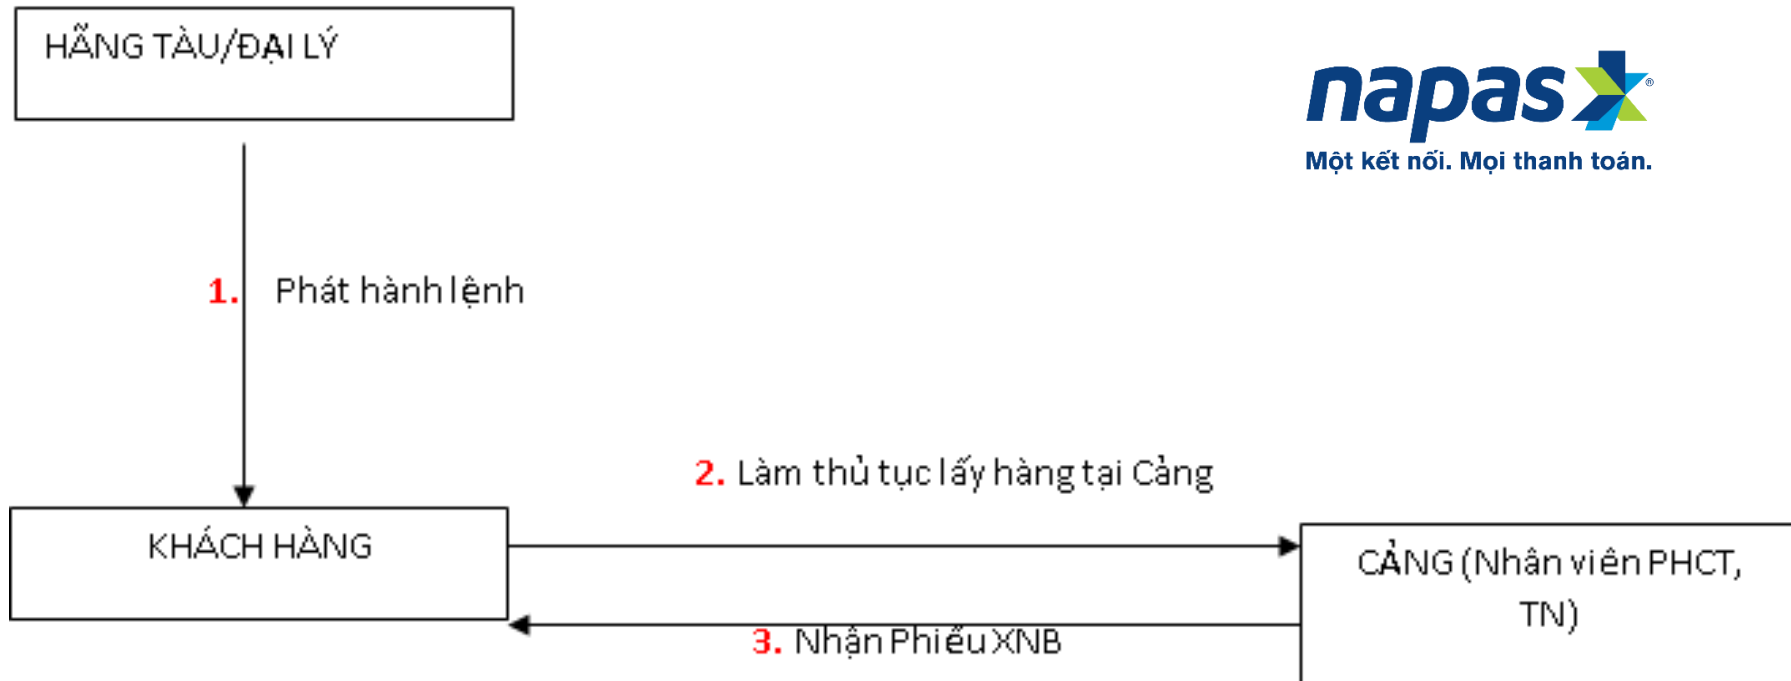 HÃNG TÀU/ĐẠI LÝ
napas
®
Một kết nối. Mọi thanh toán.
1. Phát hành lệnh
2. Làm thủ tục lấy hàng tại Cảng
KHÁCH HÀNG
CẢNG (Nhân viên PHCT,
TN)
3. Nhận Phiếu XNB